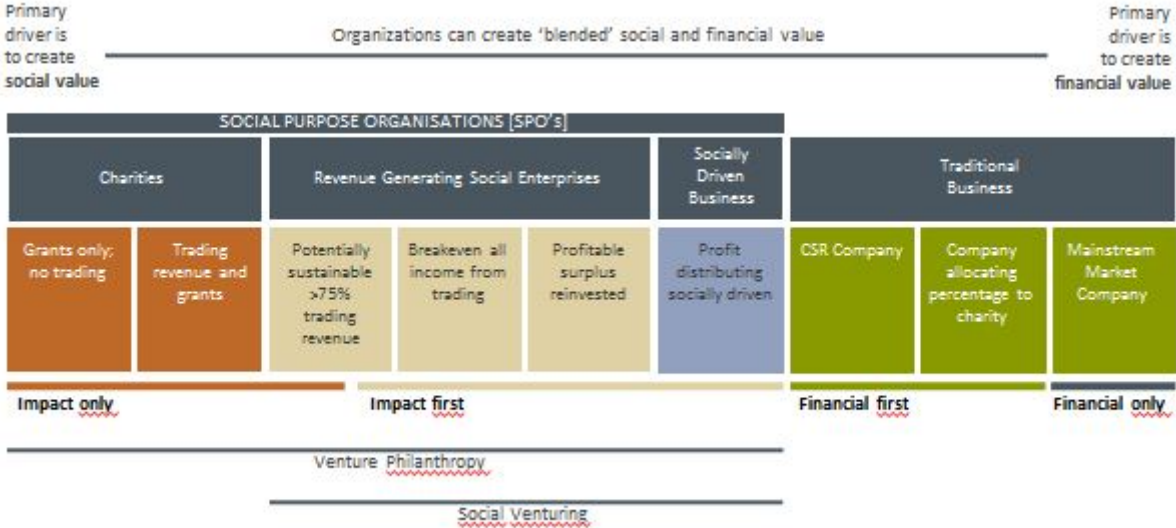 Primary
driver is
to create
social value
Organizations can create ‘blended’ social and financial value
Primary
driver is
to create
financial value
SOCIAL PURPOSE ORGANISATIONS [SPO’s]
Charities
Revenue Generating Social Enterprises
Socially
Driven
Business
Traditional
Business
Grants only;
no trading
Trading
revenue and
grants
Potentially
sustainable
>75%
trading
revenue
Breakeven all
income from
trading
Profitable
surplus
reinvested
Profit
distributing
socially driven
CSR Company
Company
allocating
percentage to
charity
Mainstream
Market
Company
Impact only
Impact first
Financial first
Financial only
Venture Philanthropy
Social Venturing